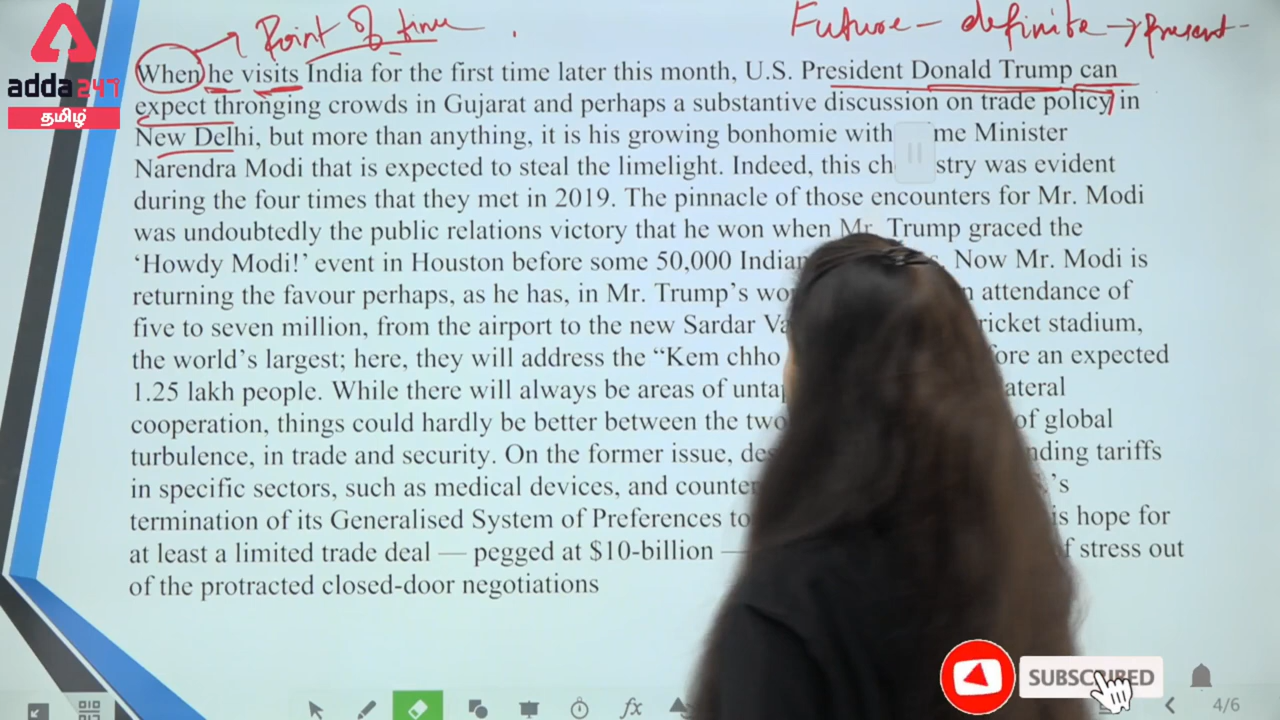 Point of time
Future - definite → Present -
adda247
தமிழ்
When he visits India for the first time later this month, U.S. President Donald Trump can
expect thronging crowds in Gujarat and perhaps a substantive discussion on trade policy in
New Delhi, but more than anything, it is his growing bonhomie with me Minister
Narendra Modi that is expected to steal the limelight. Indeed, this ch stry was evident
during the four times that they met in 2019. The pinnacle of those encounters for Mr. Modi
was undoubtedly the public relations victory that he won when Mr. Trump graced the
‘Howdy Modi!’ event in Houston before some 50,000 Indian Now Mr. Modi is
returning the favour perhaps, as he has, in Mr. Trump’s attendance of
five to seven million, from the airport to the new Sardar ricket stadium,
the world’s largest; here, they will address the “Kem chho an expected
1.25 lakh people. While there will always be areas of
cooperation, things could hardly be better between the two of global
turbulence, in trade and security. On the former issue, tariffs
in specific sectors, such as medical devices, and ’s
termination of its Generalised System of Preferences to is hope for
at least a limited trade deal — pegged at $10-billion — stress out
of the protracted closed-door negotiations
SUBSCRIBED
fx
4/6